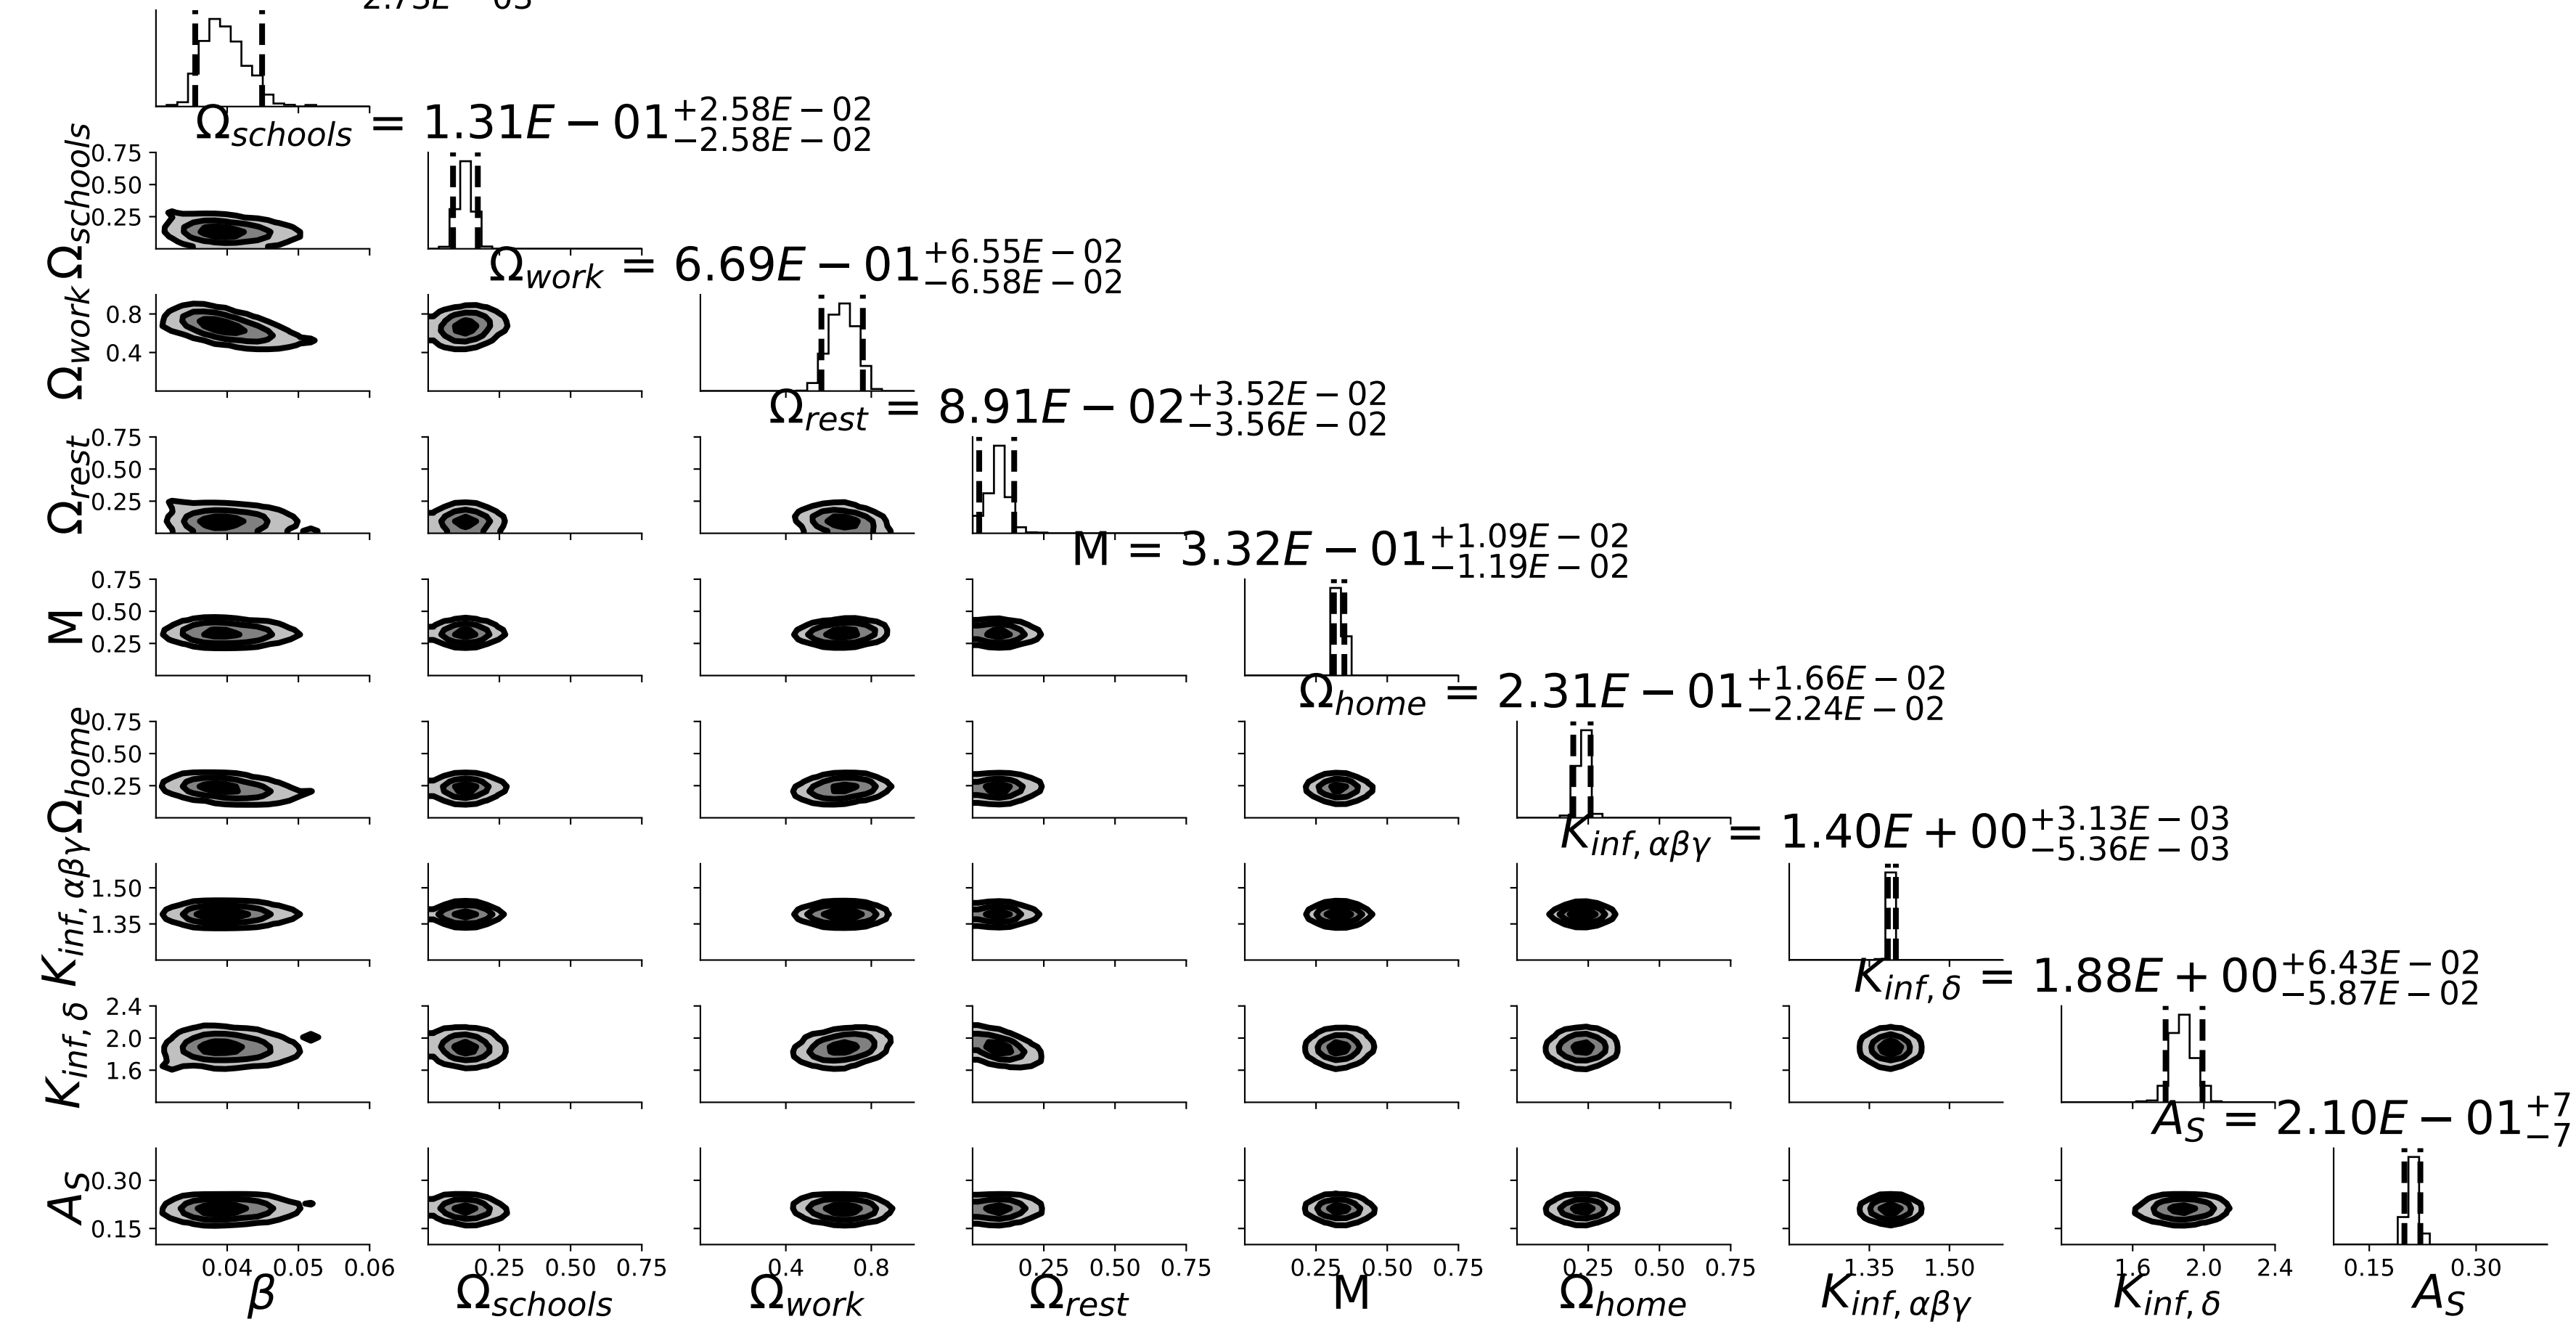 Ω_schools = 1.31E − 01 +2.58E − 02 −2.58E − 02
Ω_schools
0.75
0.50
0.25
Ω_work = 6.69E − 01 +6.55E − 02 −6.58E − 02
Ω_work
0.8
0.4
Ω_rest = 8.91E − 02 +3.52E − 02 −3.56E − 02
Ω_rest
0.75
0.50
0.25
M = 3.32E − 01 +1.09E − 02 −1.19E − 02
M
0.75
0.50
0.25
Ω_home = 2.31E − 01 +1.66E − 02 −2.24E − 02
Ω_home
0.75
0.50
0.25
K_inf, αβγ = 1.40E + 00 +3.13E − 03 −5.36E − 03
K_inf, αβγ
1.50
1.35
K_inf, δ = 1.88E + 00 +6.43E − 02 −5.87E − 02
K_inf, δ
2.4
2.0
1.6
A_S = 2.10E − 01 +7 −7
A_S
0.30
0.15
0.04 0.05 0.06 0.25 0.50 0.75 0.4 0.8 0.25 0.50 0.75 0.25 0.50 0.75 0.25 0.50 0.75 1.35 1.50 1.6 2.0 2.4 0.15 0.30
β Ω_schools Ω_work Ω_rest M Ω_home K_inf, αβγ K_inf, δ A_S